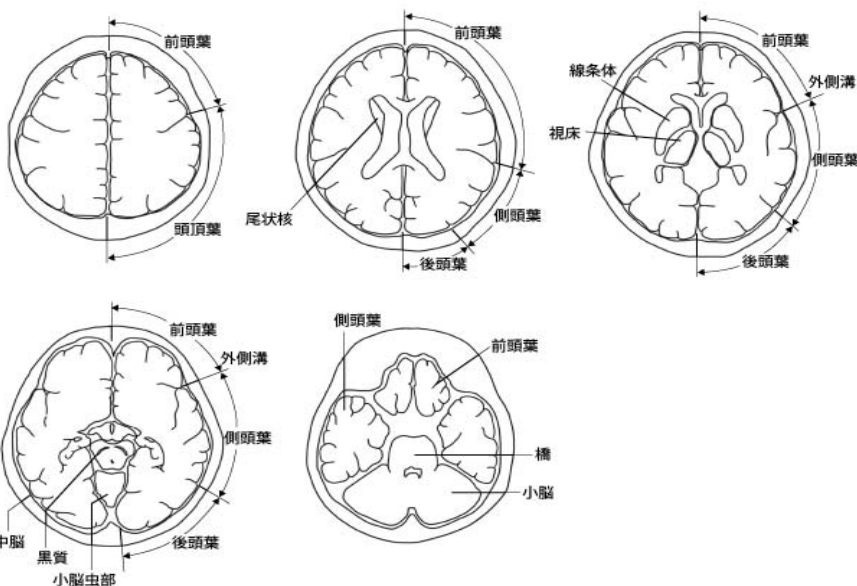 前頭葉
頭頂葉
前頭葉
尾状核
側頭葉
後頭葉
前頭葉
線条体
外側溝
視床
側頭葉
後頭葉
前頭葉
外側溝
側頭葉
中脳
黒質
後頭葉
小脳虫部
側頭葉
前頭葉
橋
小脳